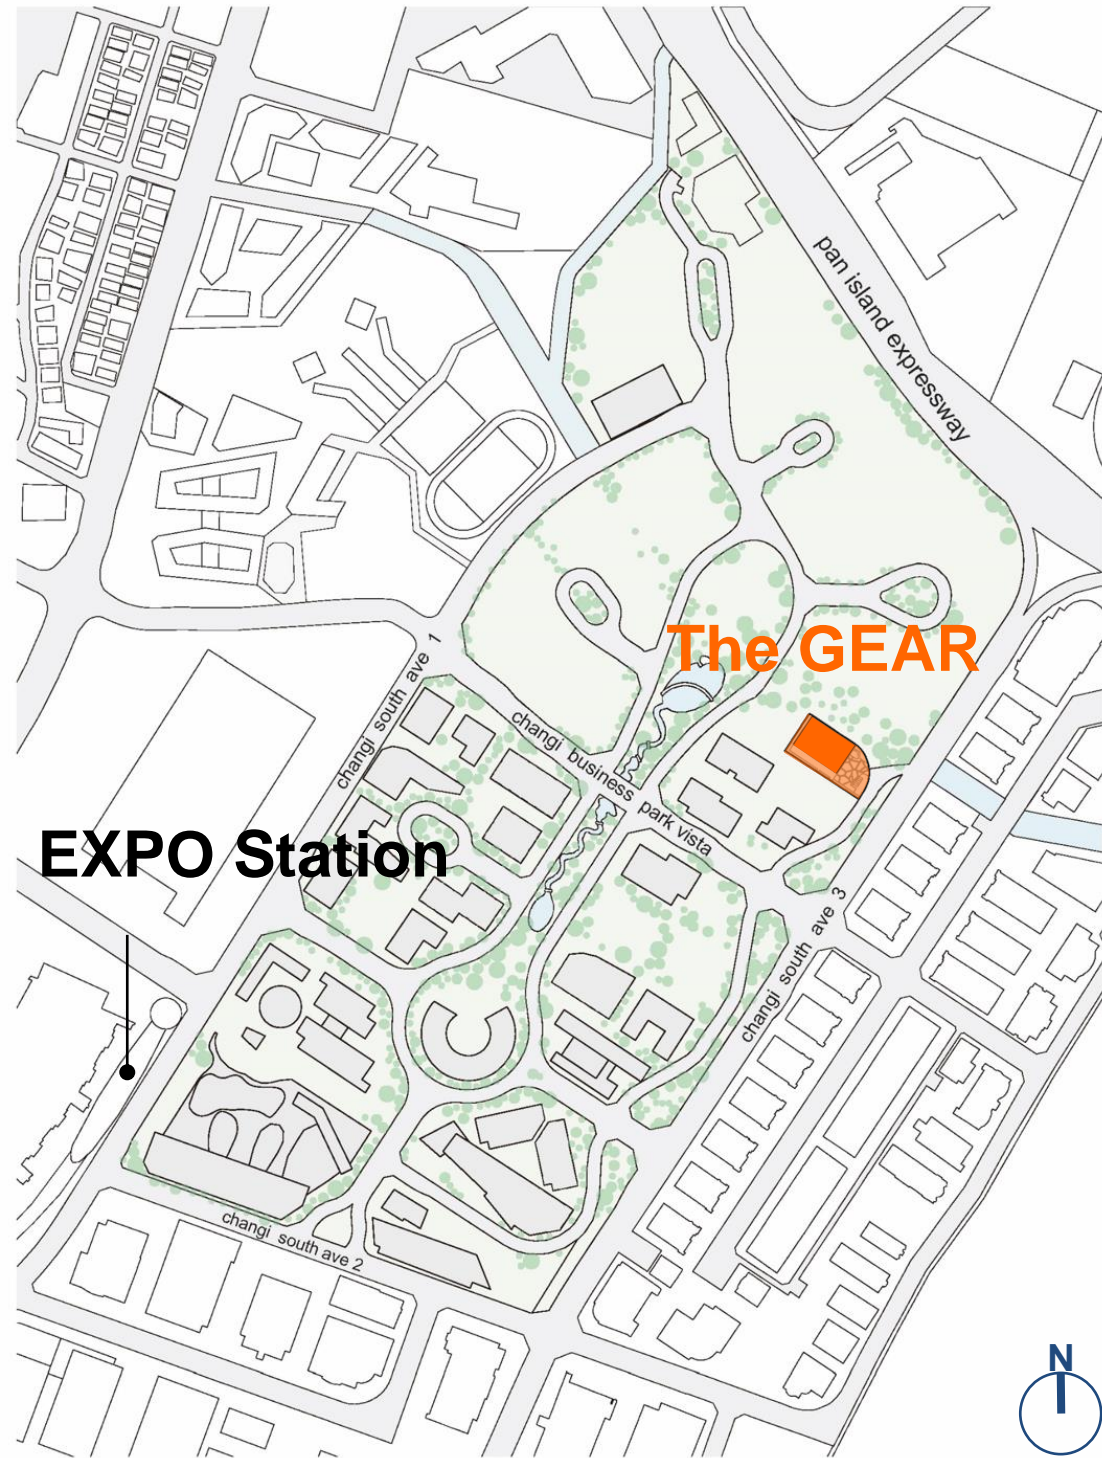 pan island expressway
The GEAR
changi south ave 1
changi business park vista
EXPO Station
changi south ave 3
changi south ave 2
N